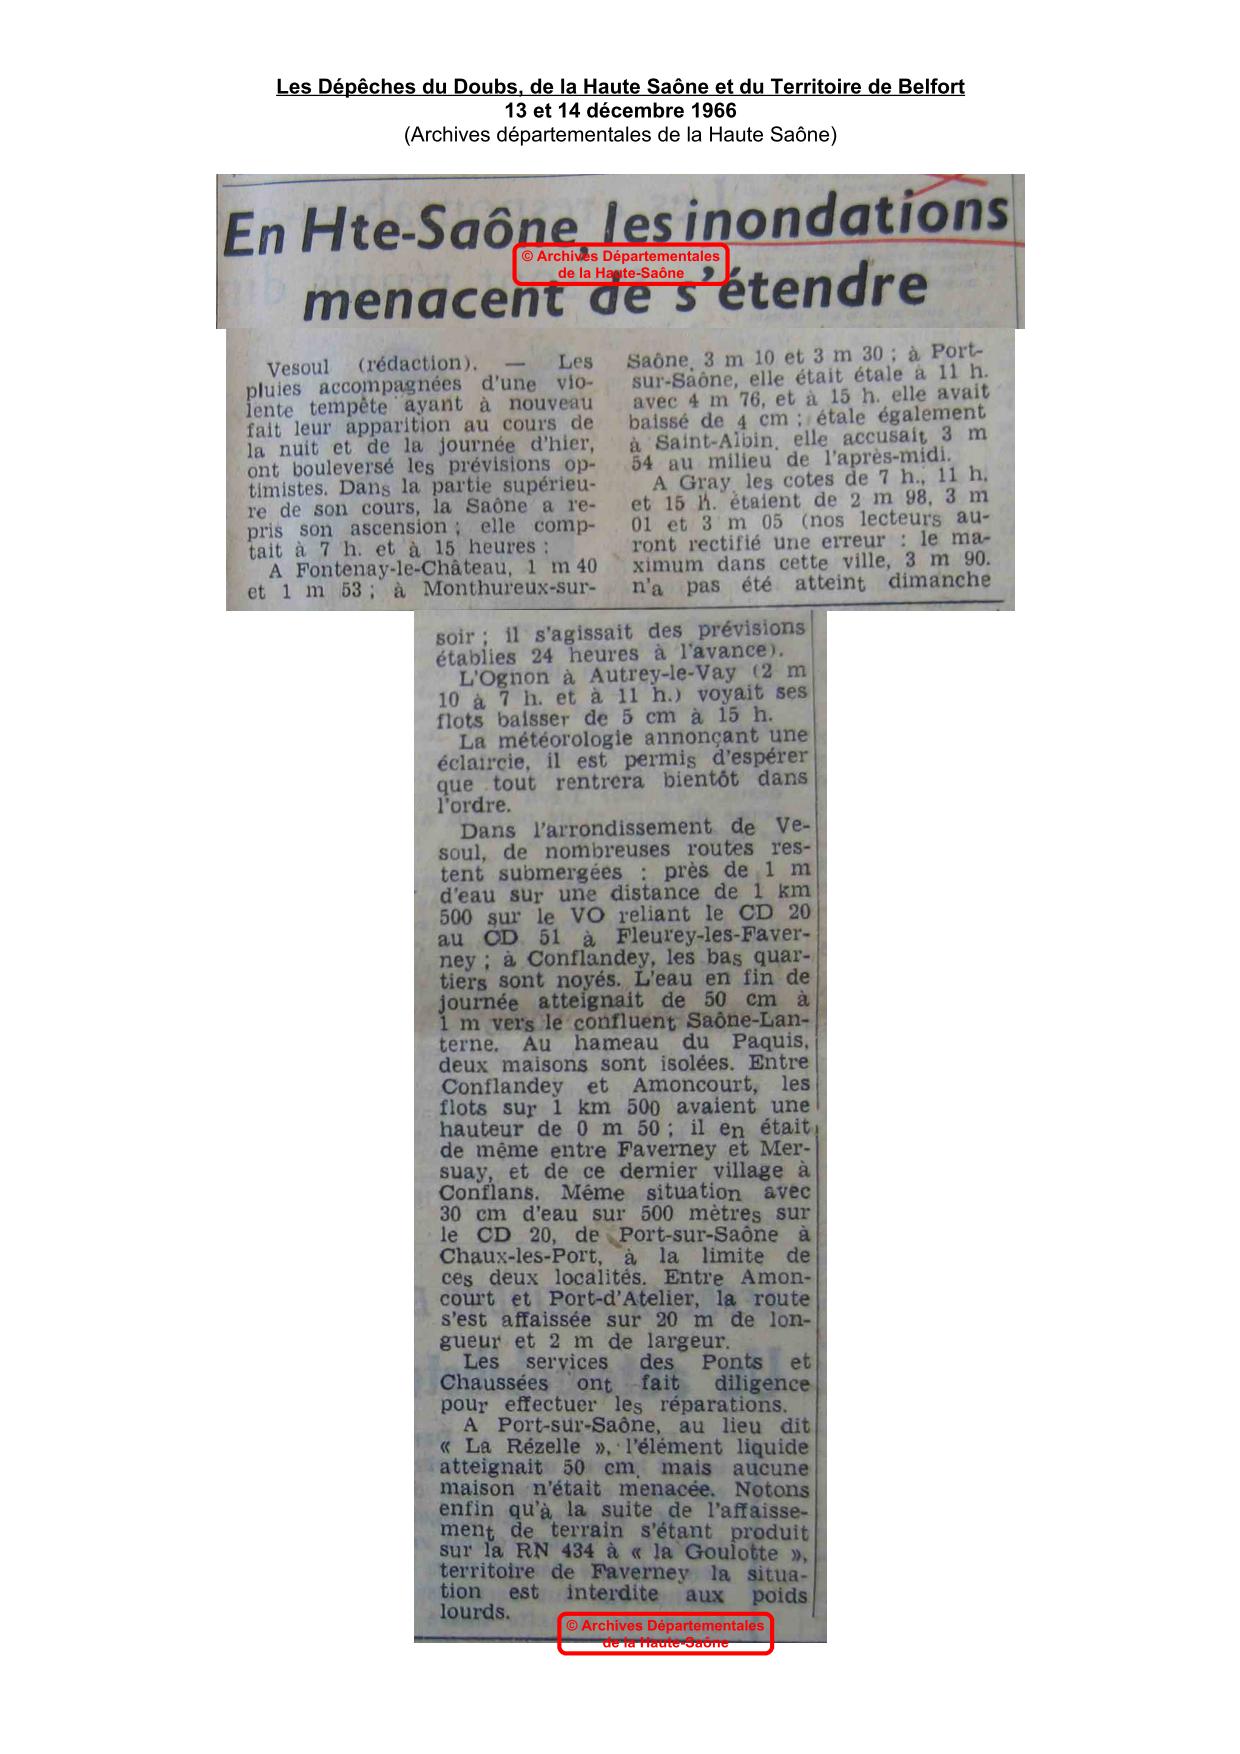 Les Dépêches du Doubs, de la Haute Saône et du Territoire de Belfort
13 et 14 décembre 1966
(Archives départementales de la Haute Saône)
En Hte-Saône, les inondations
© Archives Départementales
de la Haute-Saône
menacent de s'étendre
Vesoul (rédaction). — Les
pluies accompagnées d'une vio-
lente tempête ayant à nouveau
fait leur apparition au cours de
la nuit et de la journée d'hier,
ont bouleversé les prévisions op-
timistes. Dans la partie supérieu-
re de son cours, la Saône a re-
pris son ascension ; elle comp-
tait à 7 h. et à 15 heures :
A Fontenay-le-Château, 1 m 40
et 1 m 53 ; à Monthureux-sur-
Saône, 3 m 10 et 3 m 30 ; à Port-
sur-Saône, elle était étale à 11 h.
avec 4 m 76, et à 15 h. elle avait
baissé de 4 cm ; étale également
à Saint-Albin, elle accusait 3 m
54 au milieu de l'après-midi.
A Gray, les cotes de 7 h., 11 h.
et 15 h. étaient de 2 m 98, 3 m
01 et 3 m 05 (nos lecteurs au-
ront rectifié une erreur : le ma-
ximum dans cette ville, 3 m 90.
n'a pas été atteint dimanche
soir ; il s'agissait des prévisions
établies 24 heures à l'avance).
L'Ognon à Autrey-le-Vay (2 m
10 à 7 h. et à 11 h.) voyait ses
flots baisser de 5 cm à 15 h.
La météorologie annonçant une
éclaircie, il est permis d'espérer
que tout rentrera bientôt dans
l'ordre.
Dans l'arrondissement de Ve-
soul, de nombreuses routes res-
tent submergées : près de 1 m
d'eau sur une distance de 1 km
500 sur le VO reliant le CD 20
au CD 51 à Fleurey-les-Faver-
ney ; à Conflandey, les bas quar-
tiers sont noyés. L'eau en fin de
journée atteignait de 50 cm à
1 m vers le confluent Saône-Lan-
terne. Au hameau du Paquis,
deux maisons sont isolées. Entre
Conflandey et Amoncourt, les
flots sur 1 km 500 avaient une
hauteur de 0 m 50 ; il en était
de même entre Faverney et Mer-
suay, et de ce dernier village à
Conflans. Même situation avec
30 cm d'eau sur 500 mètres sur
le CD 20, de Port-sur-Saône à
Chaux-les-Port, à la limite de
ces deux localités. Entre Amon-
court et Port-d'Atelier, la route
s'est affaissée sur 20 m de lon-
gueur et 2 m de largeur.
Les services des Ponts et
Chaussées ont fait diligence
pour effectuer les réparations.
A Port-sur-Saône, au lieu dit
« La Rézelle », l'élément liquide
atteignait 50 cm, mais aucune
maison n'était menacée. Notons
enfin qu'à la suite de l'affaisse-
ment de terrain s'étant produit
sur la RN 434 à « la Goulotte »,
territoire de Faverney la situa-
tion est interdite aux poids
lourds.
© Archives Départementales
de la Haute-Saône